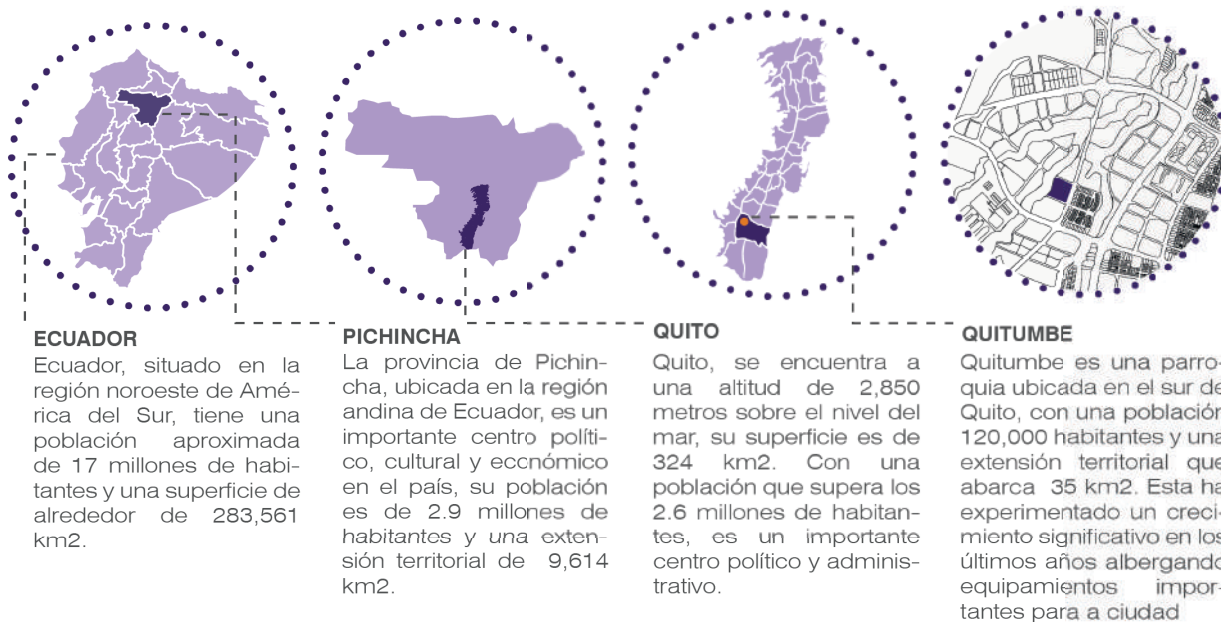 ECUADOR
Ecuador, situado en la
región noroeste de Amé-
rica del Sur, tiene una
población aproximada
de 17 millones de habi-
tantes y una superficie de
alrededor de 283,561
km2.
PICHINCHA
La provincia de Pichin-
cha, ubicada en la región
andina de Ecuador, es un
importante centro políti-
co, cultural y económico
en el país, su población
es de 2.9 millones de
habitantes y una exten-
sión territorial de 9,614
km2.
QUITO
Quito, se encuentra a
una altitud de 2,850
metros sobre el nivel del
mar, su superficie es de
324 km2. Con una
población que supera los
2.6 millones de habitan-
tes, es un importante
centro político y adminis-
trativo.
QUITUMBE
Quitumbe es una parro-
quia ubicada en el sur de
Quito, con una población
120,000 habitantes y una
extensión territorial que
abarca 35 km2. Esta ha
experimentado un creci-
miento significativo en los
últimos años albergando
equipamientos impor-
tantes para a ciudad